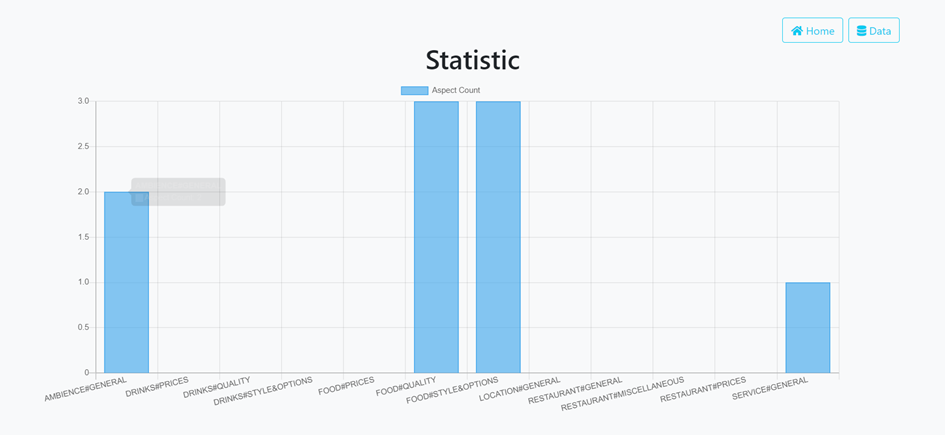 Home
Data
Statistic
Aspect Count
3.0
2.5
2.0
1.5
1.0
0.5
0
AMBIENCE#GENERAL
DRINKS#PRICES
DRINKS#QUALITY
DRINKS#STYLE&OPTIONS
FOOD#PRICES
FOOD#QUALITY
FOOD#STYLE&OPTIONS
LOCATION#GENERAL
RESTAURANT#GENERAL
RESTAURANT#MISCELLANEOUS
RESTAURANT#PRICES
SERVICE#GENERAL